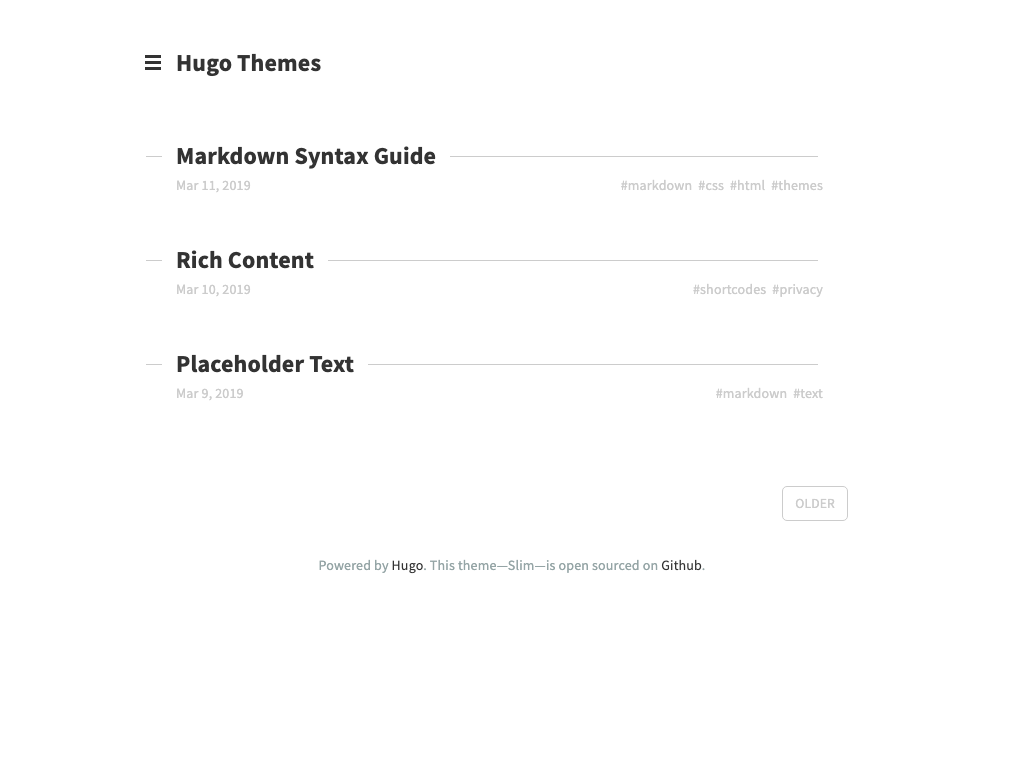 Hugo Themes
Markdown Syntax Guide
Mar 11, 2019 #markdown #css #html #themes
Rich Content
Mar 10, 2019 #shortcodes #privacy
Placeholder Text
Mar 9, 2019 #markdown #text
OLDER
Powered by Hugo. This theme—Slim—is open sourced on Github.